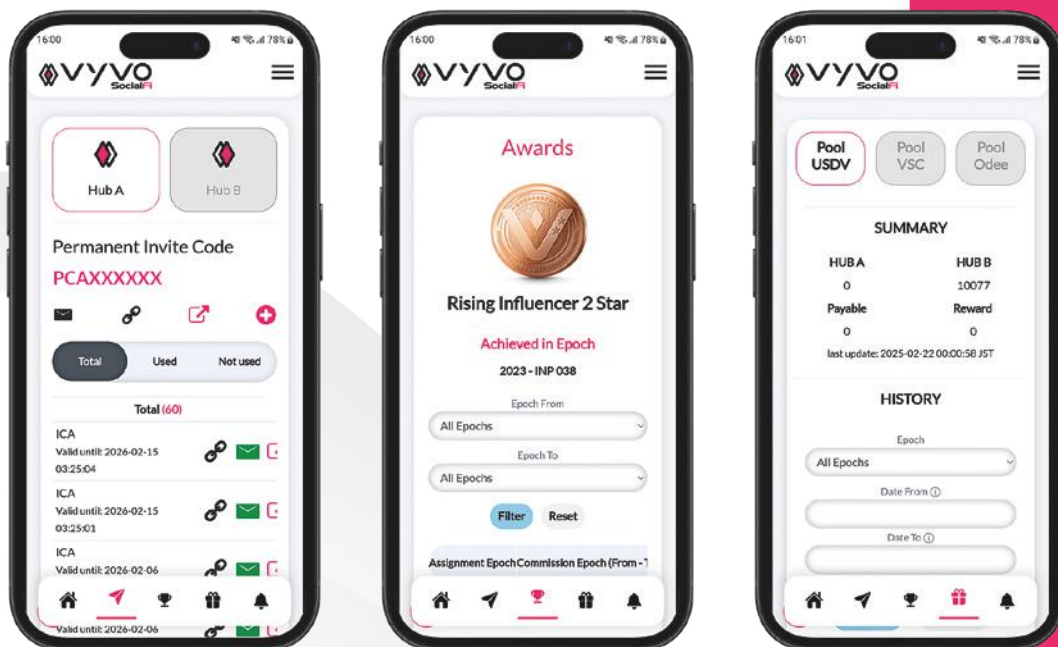 16:00
78%
VYVO
SocialFi
Hub A
Hub B
Permanent Invite Code
PCAXXXXXX
Total
Used
Not used
Total (60)
ICA
Valid until: 2026-02-15
03:25:04
ICA
Valid until: 2026-02-15
03:25:01
ICA
Valid until: 2026-02-06
Valid until: 2026-02-06
16:00
78%
VYVO
SocialFi
Awards
Rising Influencer 2 Star
Achieved in Epoch
2023 - INP 038
Epoch From
All Epochs
Epoch To
All Epochs
Filter
Reset
Assignment Epoch Commission Epoch (From - T
16:01
78%
VYVO
SocialFi
Pool
USDV
Pool
VSC
Pool
Odee
SUMMARY
HUB A
HUB B
0
10077
Payable
Reward
0
0
last update: 2025-02-22 00:00:58 JST
HISTORY
Epoch
All Epochs
Date From
Date To